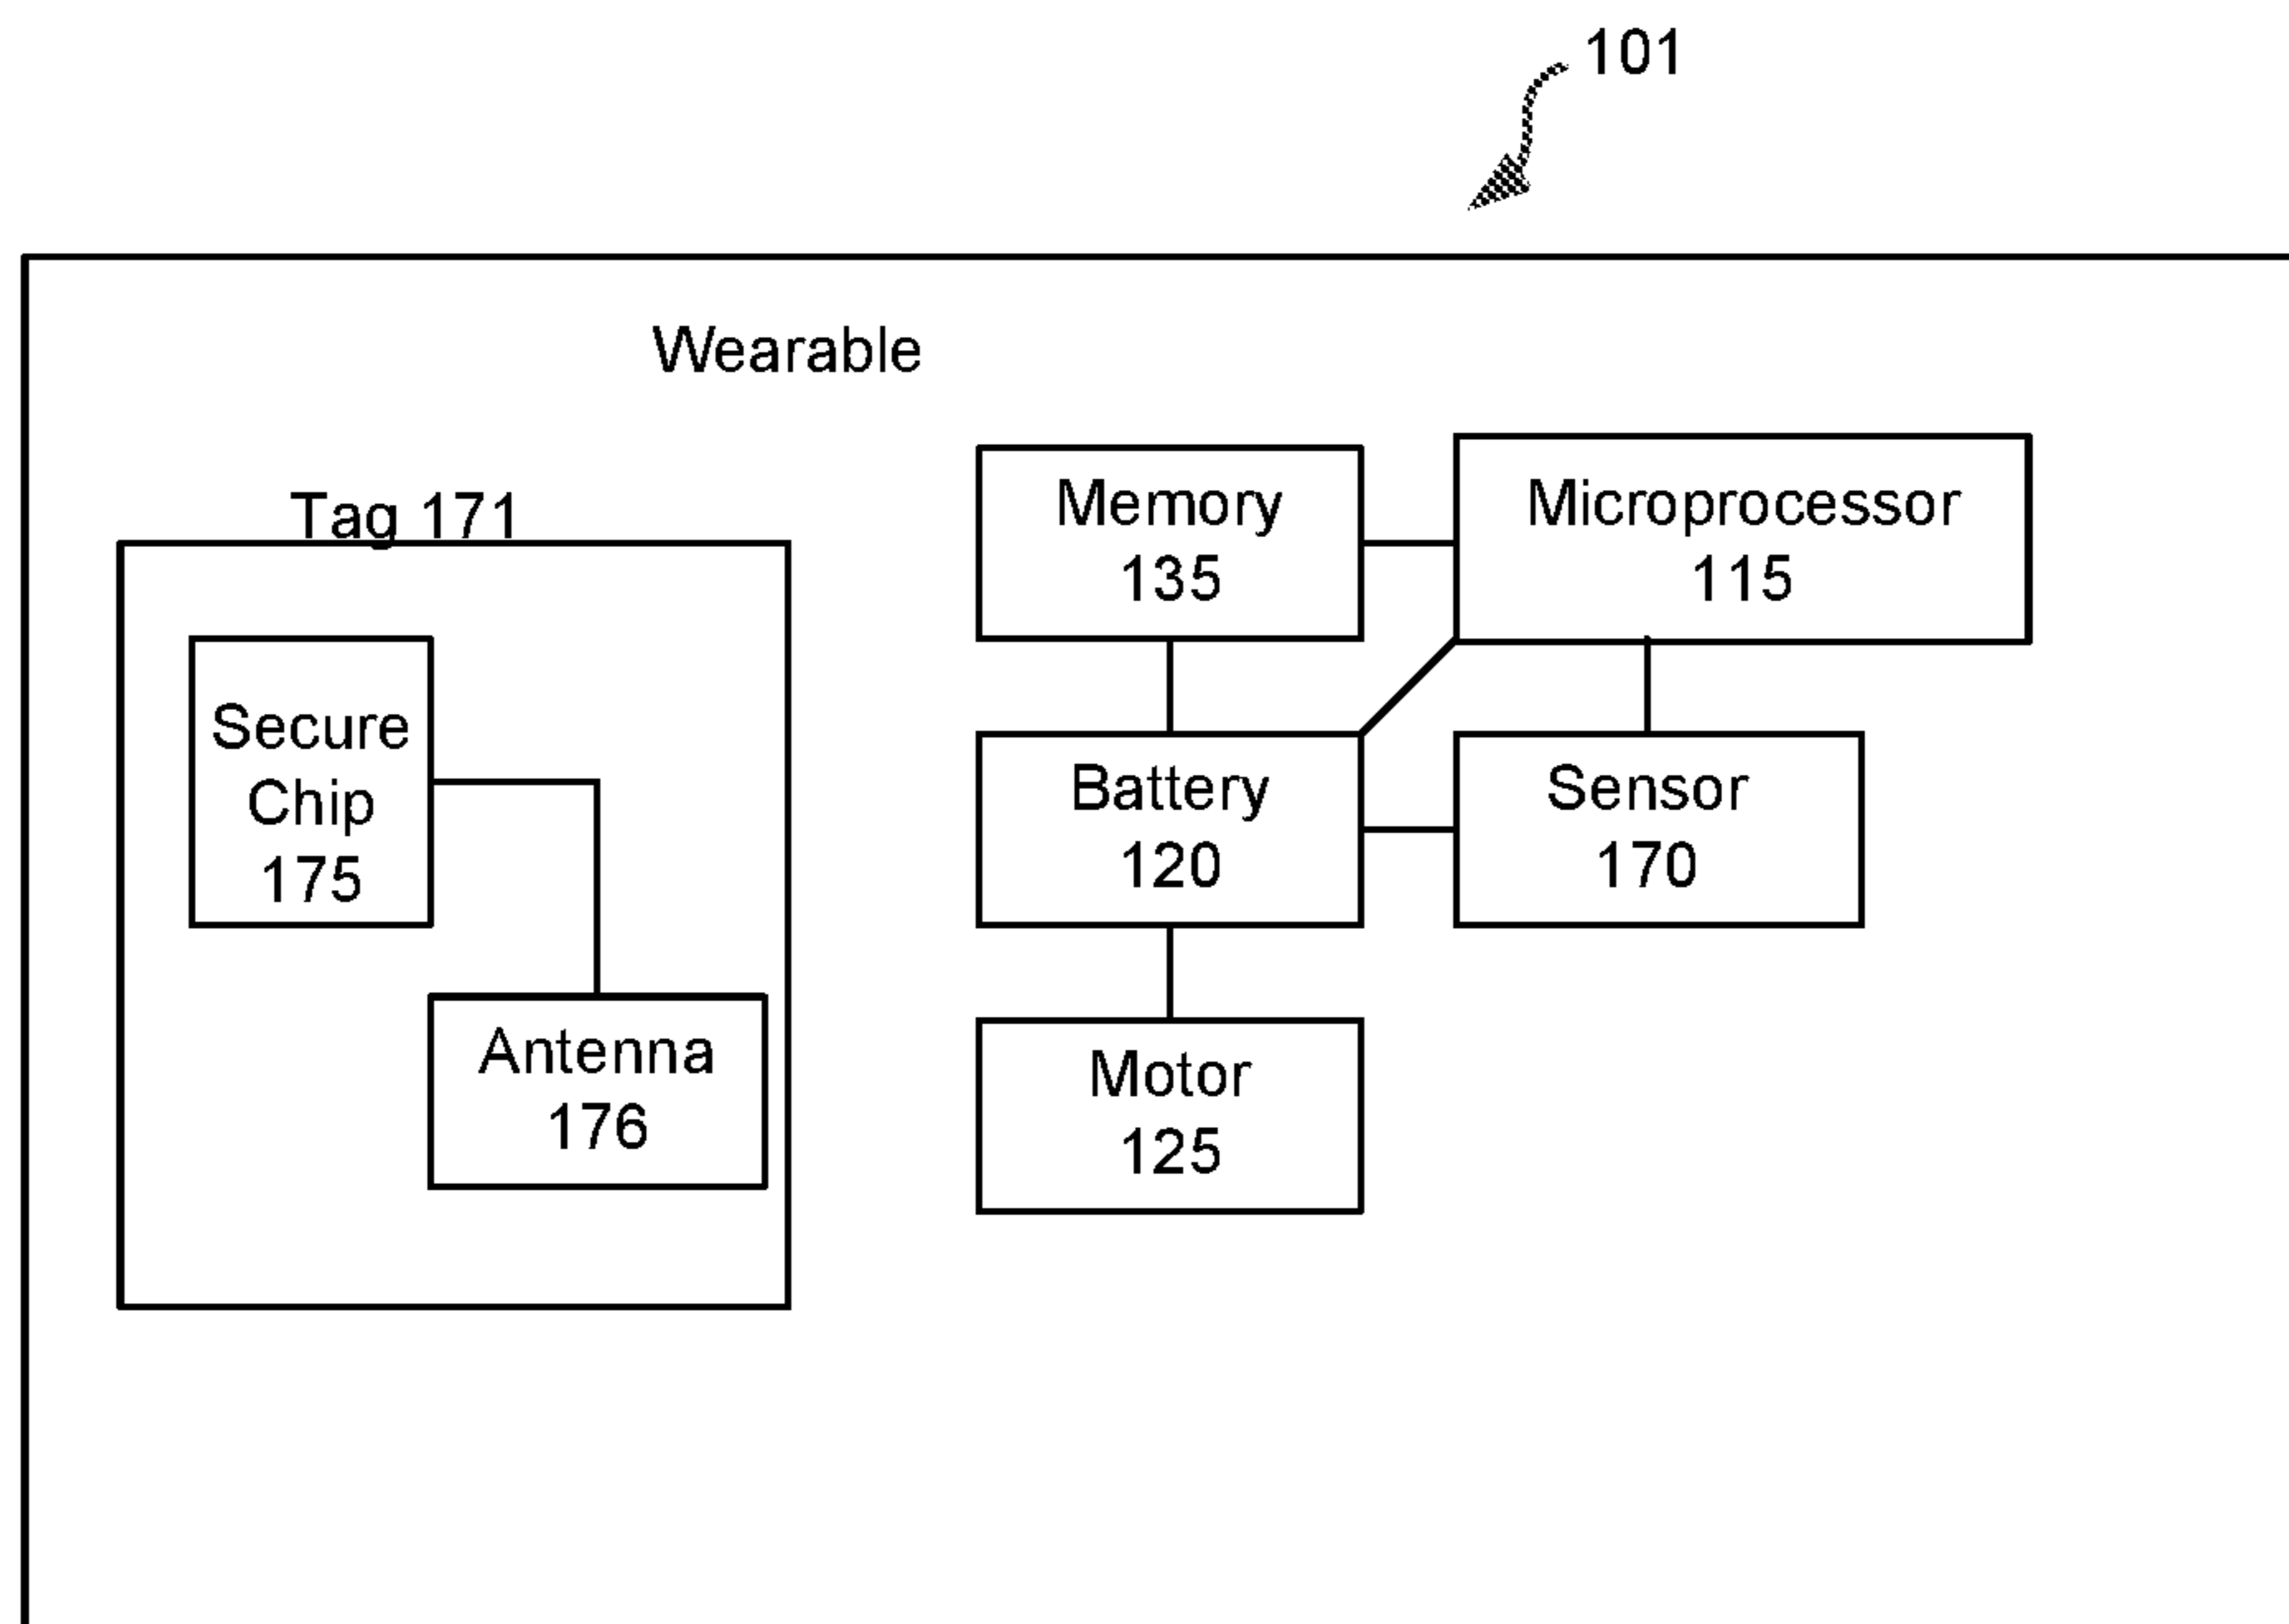 101
Wearable
Tag 171
Secure
Chip
175
Antenna
176
Memory
135
Microprocessor
115
Battery
120
Sensor
170
Motor
125